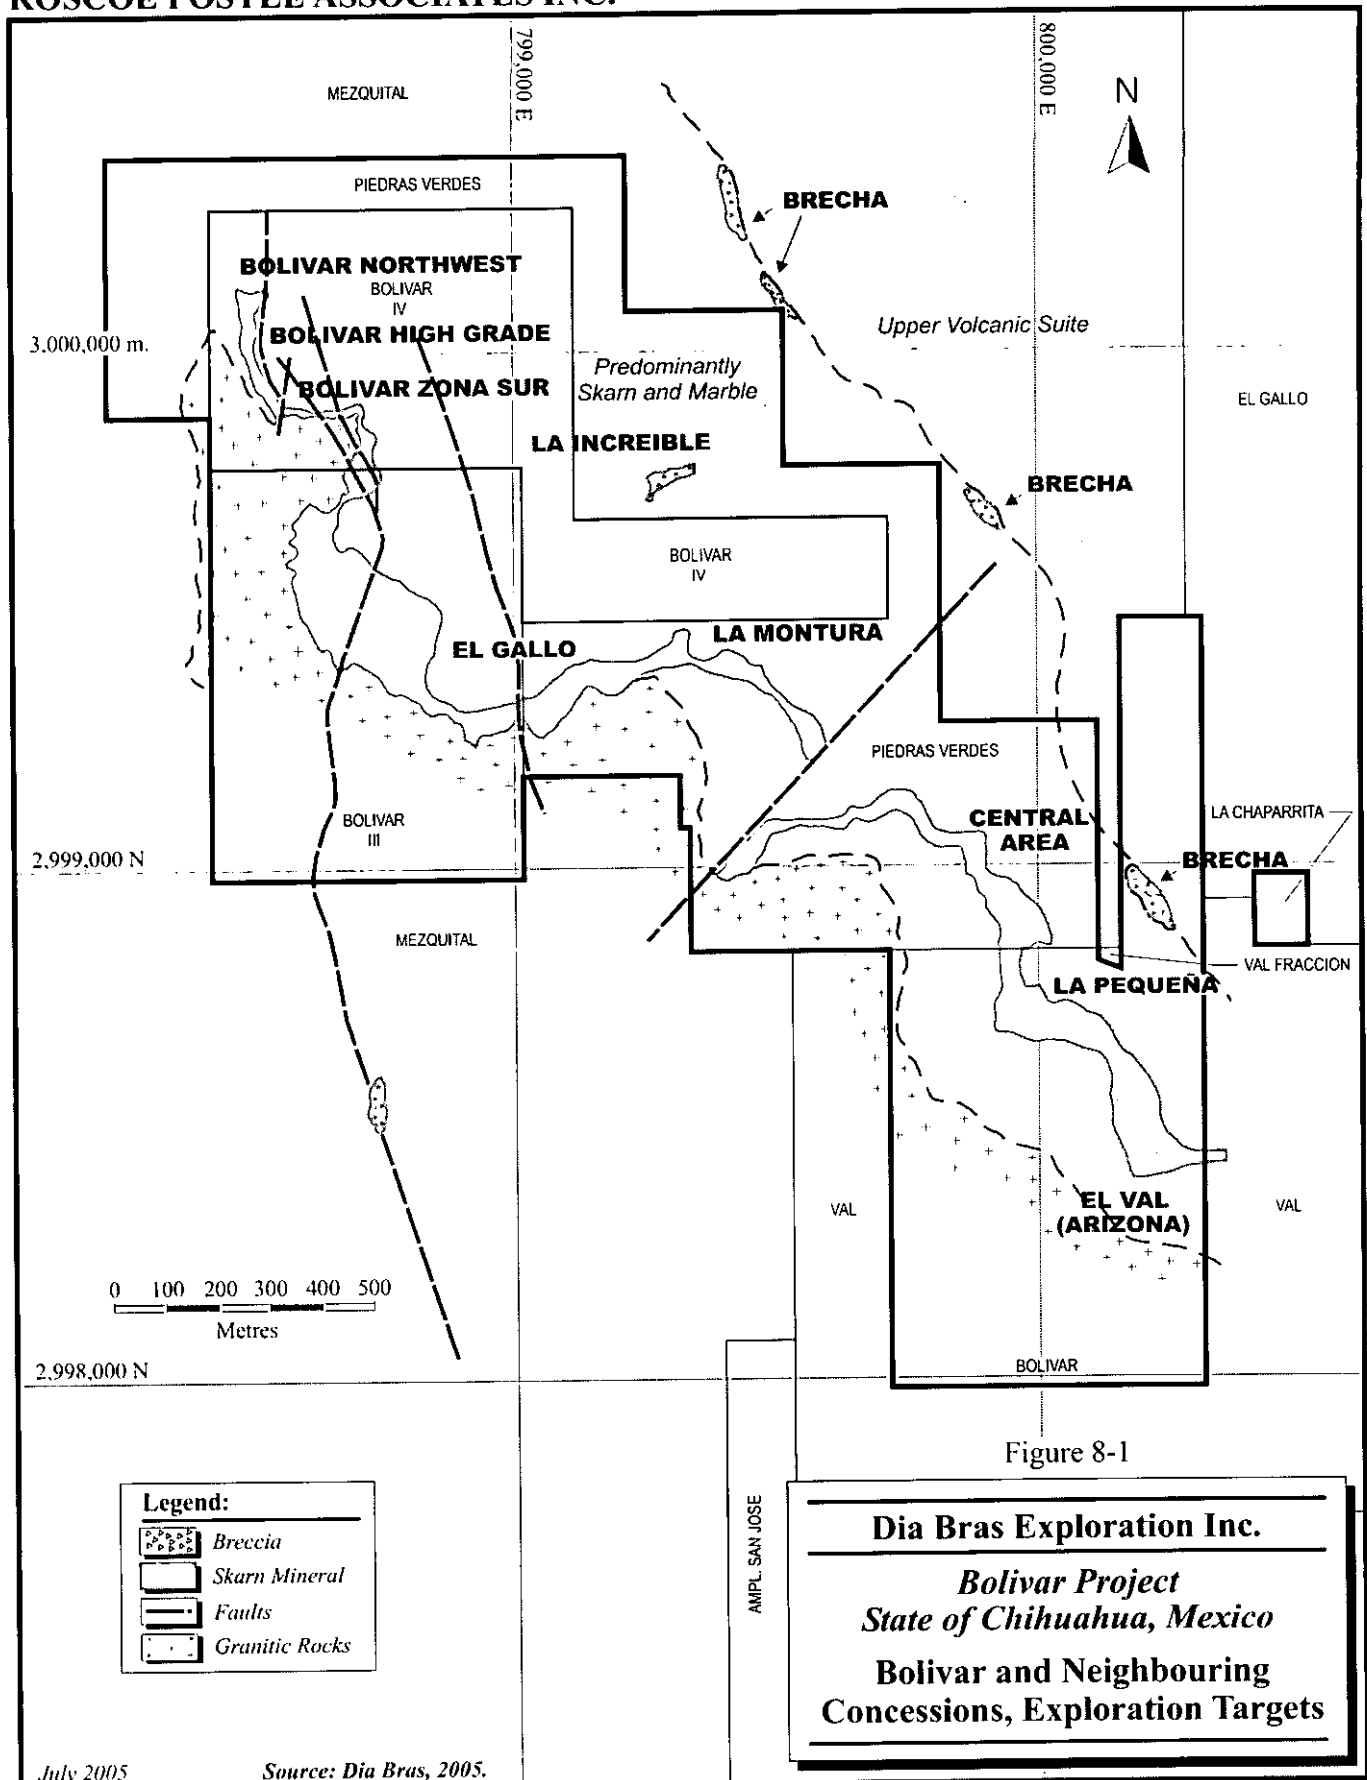 ROSCOE POSTLE ASSOCIATES INC.
799,000 E
800,000 E
MEZQUITAL
N
PIEDRAS VERDES
BRECHA
BOLIVAR NORTHWEST
BOLIVAR
IV
BOLIVAR HIGH GRADE
Upper Volcanic Suite
3,000,000 m.
Predominantly
Skarn and Marble
BOLIVAR ZONA SUR
EL GALLO
LA INCREIBLE
BRECHA
BOLIVAR
IV
LA MONTURA
EL GALLO
PIEDRAS VERDES
CENTRAL
AREA
LA CHAPARRITA
BOLIVAR
III
2,999,000 N
BRECHA
MEZQUITAL
VAL FRACCION
LA PEQUEÑA
EL VAL
(ARIZONA)
VAL
VAL
0 100 200 300 400 500
Metres
2,998,000 N
BOLIVAR
Figure 8-1
AMPL. SAN JOSE
Legend:
Breccia
Skarn Mineral
Faults
Granitic Rocks
Dia Bras Exploration Inc.
Bolivar Project
State of Chihuahua, Mexico
Bolivar and Neighbouring
Concessions, Exploration Targets
July 2005
Source: Dia Bras, 2005.